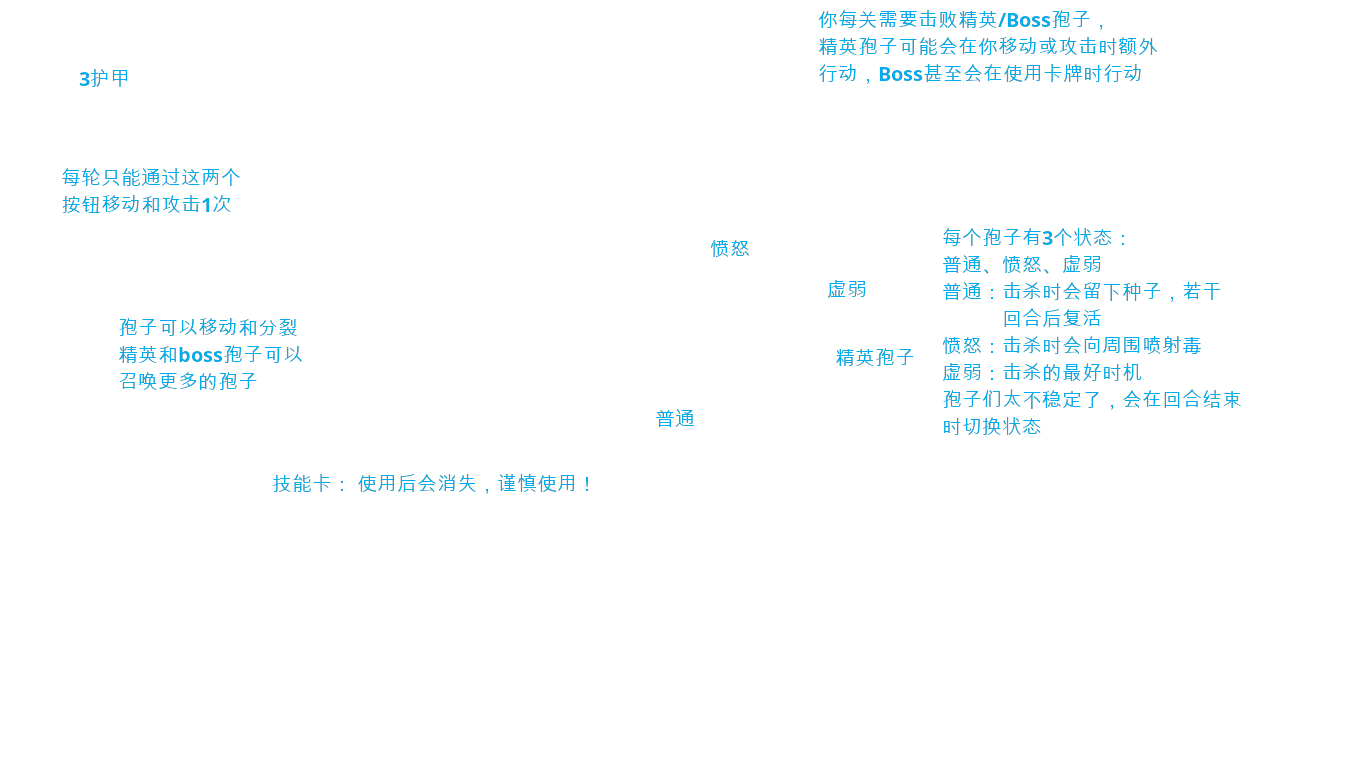 你每关需要击败精英/Boss孢子，
精英孢子可能会在你移动或攻击时额外
行动，Boss甚至会在使用卡牌时行动
3护甲
每轮只能通过这两个
按钮移动和攻击1次
愤怒
虚弱
每个孢子有3个状态：
普通、愤怒、虚弱
普通：击杀时会留下种子，若干
回合后复活
愤怒：击杀时会向周围喷射毒
虚弱：击杀的最好时机
孢子们太不稳定了，会在回合结束
时切换状态
孢子可以移动和分裂
精英和boss孢子可以
召唤更多的孢子
精英孢子
普通
技能卡： 使用后会消失，谨慎使用！